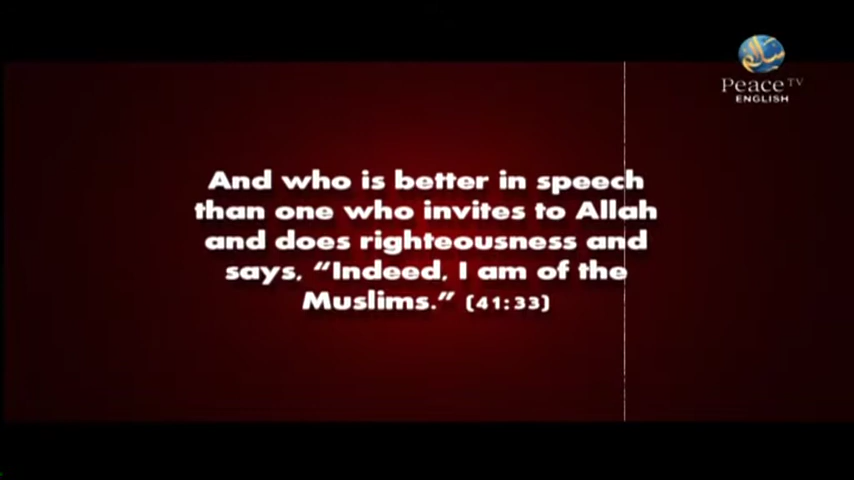 سلام
Peace TV
ENGLISH
And who is better in speech
than one who invites to Allah
and does righteousness and
says, “Indeed, I am of the
Muslims.” (41:33)